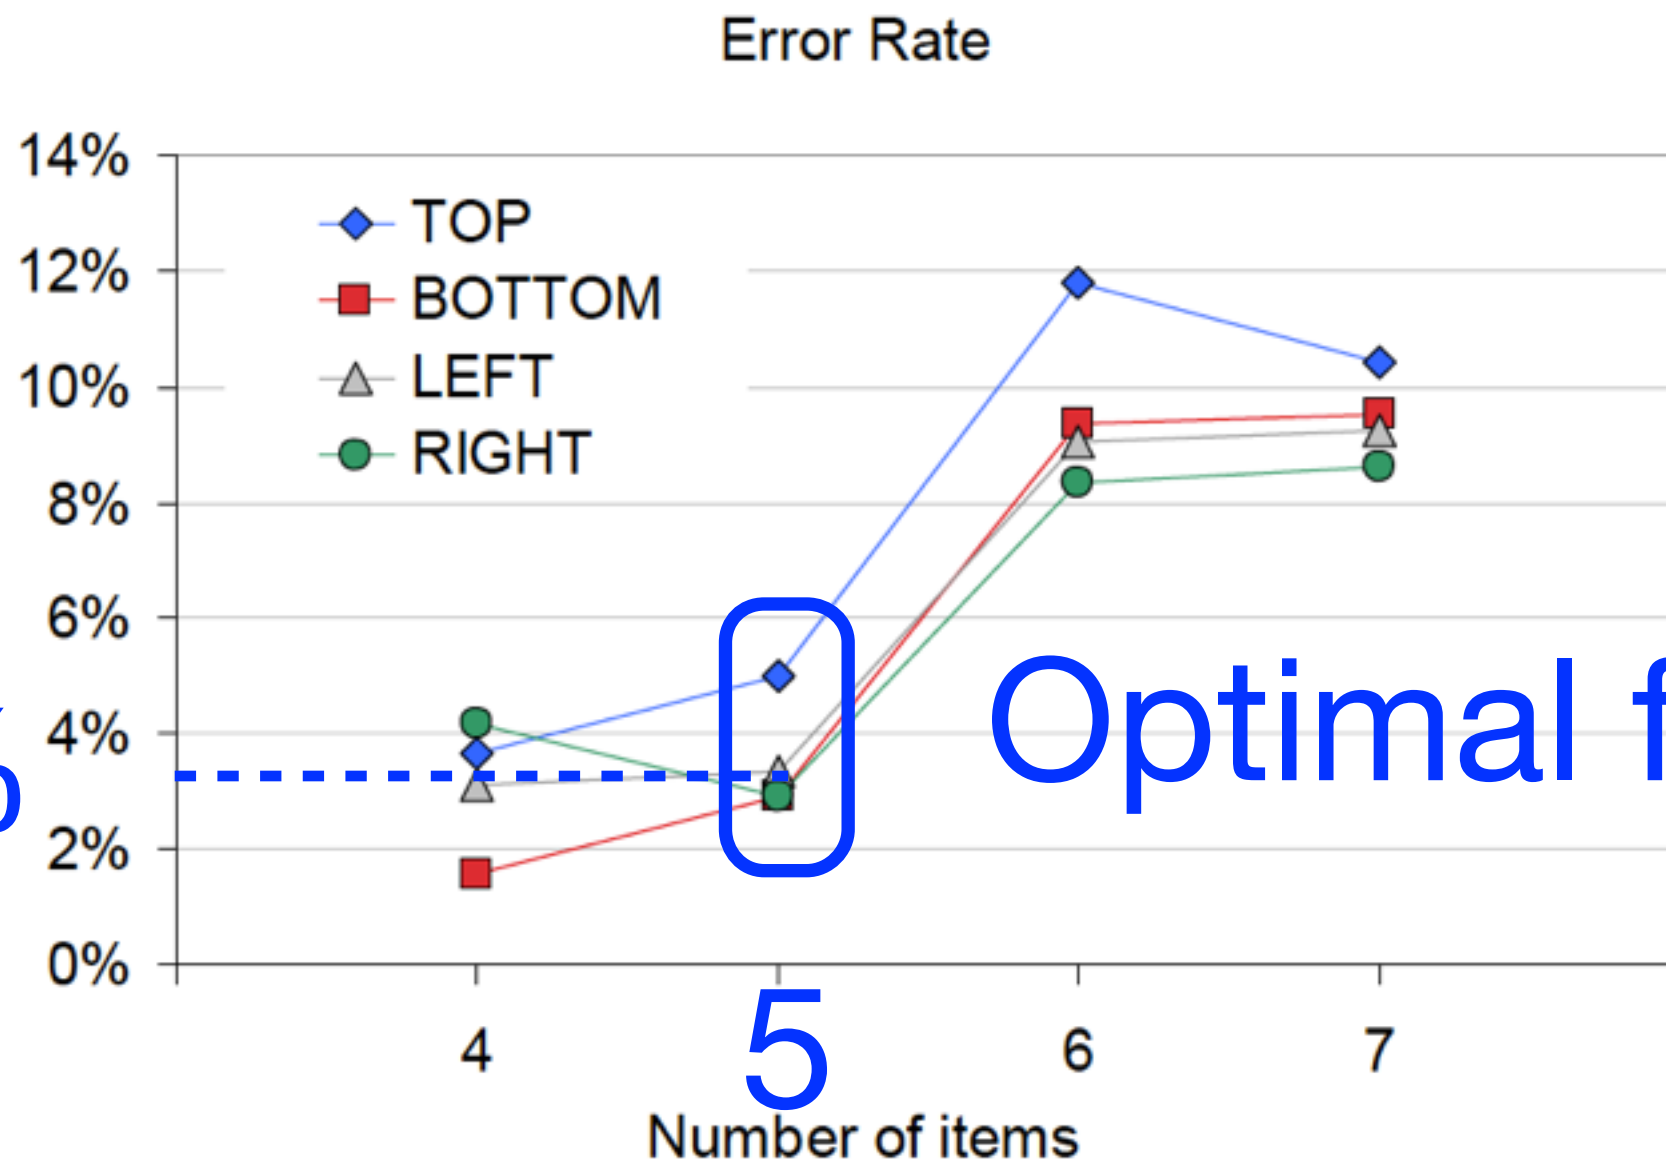 Error Rate
14%
12%
10%
8%
6%
4%
2%
0%
TOP
BOTTOM
LEFT
RIGHT
%
Optimal f
4
5
6
7
Number of items